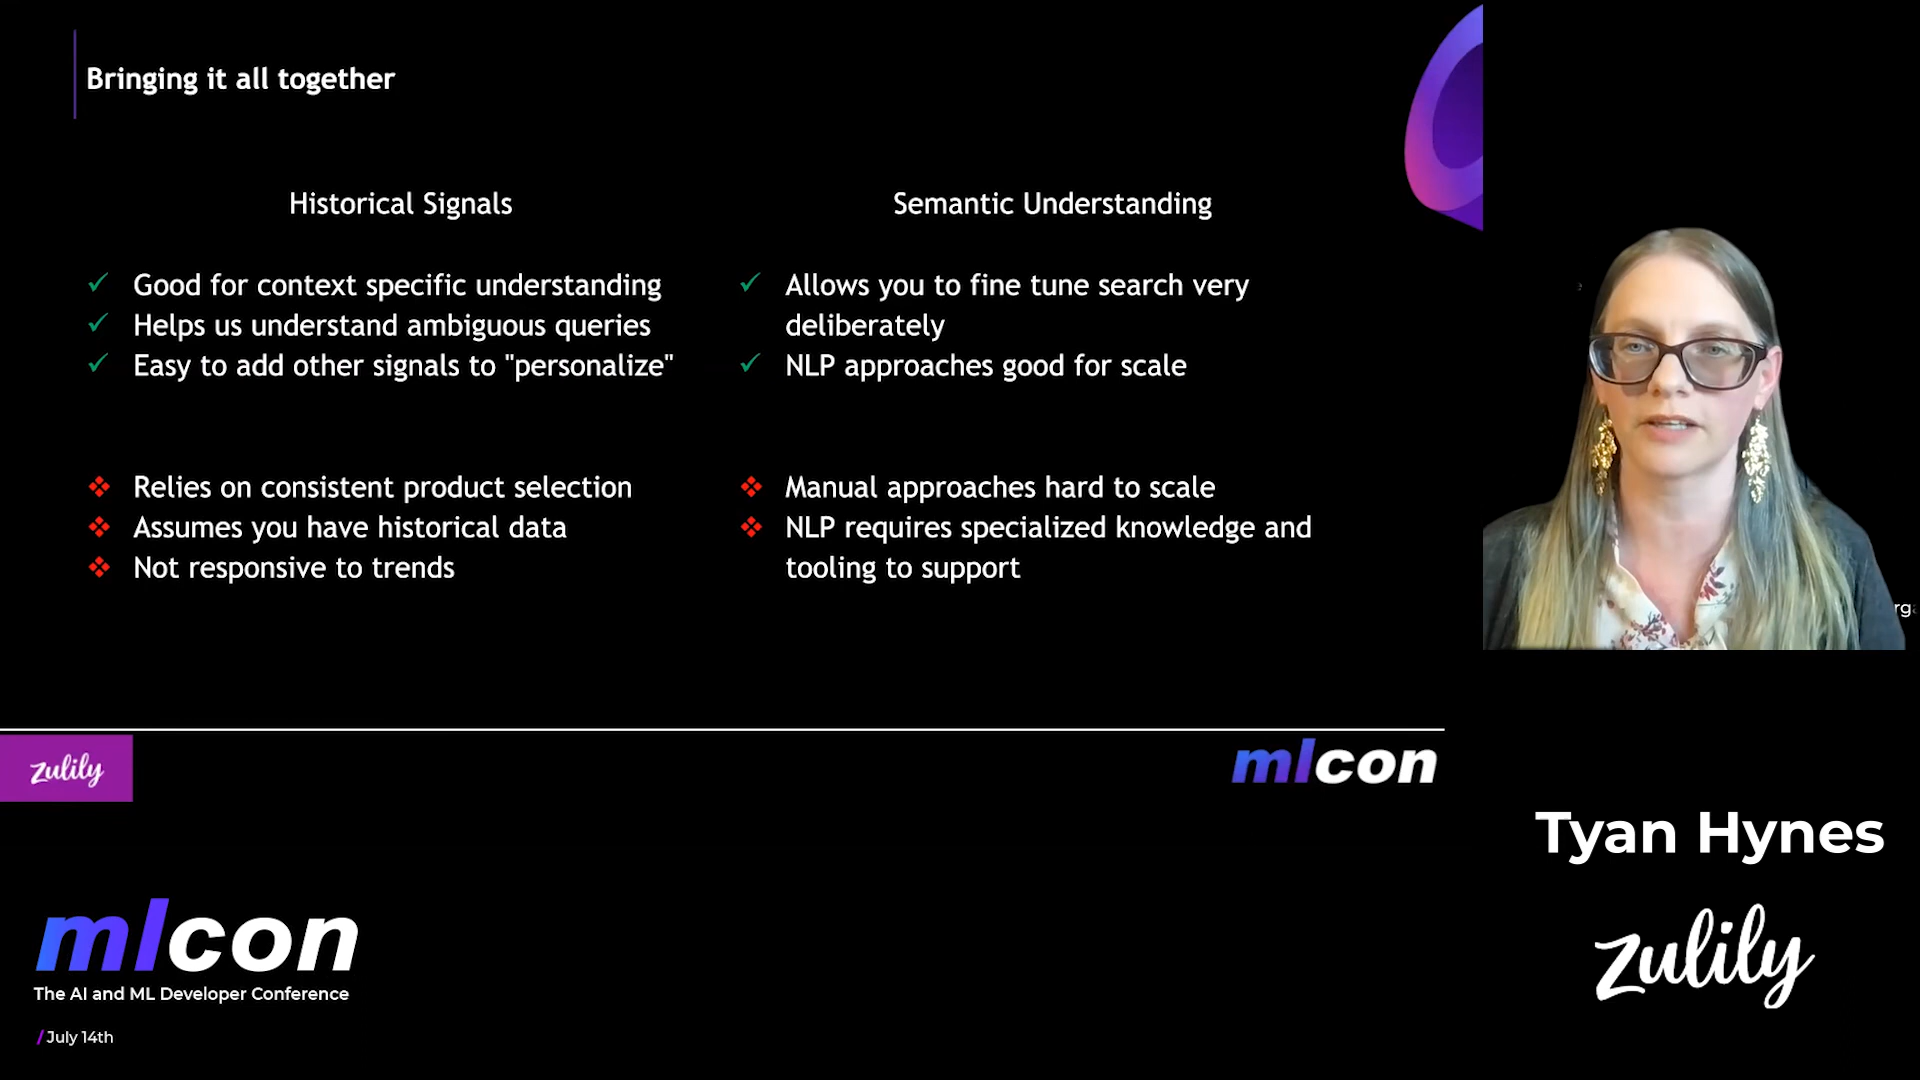 Bringing it all together
Historical Signals
✓ Good for context specific understanding
✓ Helps us understand ambiguous queries
✓ Easy to add other signals to "personalize"
❖ Relies on consistent product selection
❖ Assumes you have historical data
❖ Not responsive to trends
Semantic Understanding
✓ Allows you to fine tune search very
deliberately
✓ NLP approaches good for scale
❖ Manual approaches hard to scale
❖ NLP requires specialized knowledge and
tooling to support
zulily
mlcon
Tyan Hynes
zulily
mlcon
The AI and ML Developer Conference
/ July 14th